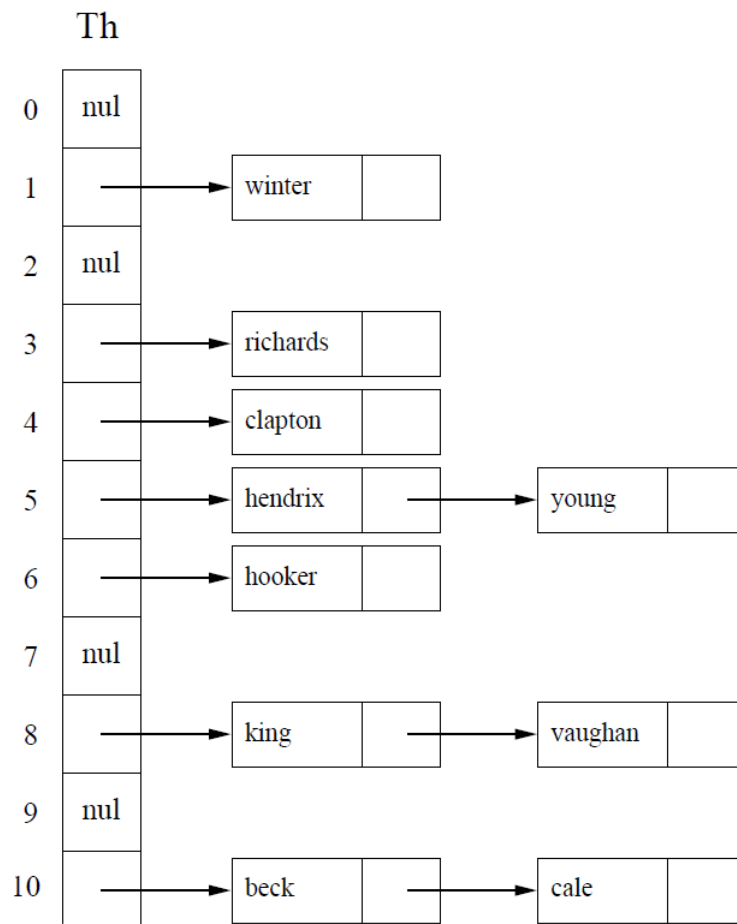 Th
0 nul
1 winter
2 nul
3 richards
4 clapton
5 hendrix young
6 hooker
7 nul
8 king vaughan
9 nul
10 beck cale